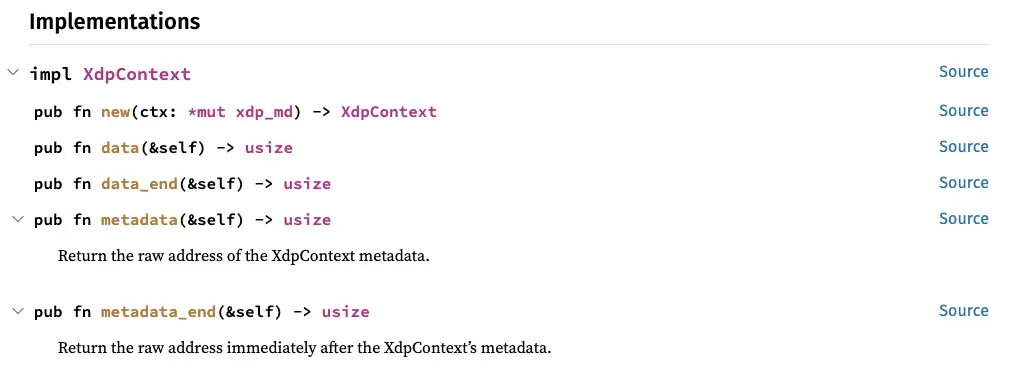 Implementations
impl XdpContext Source
pub fn new(ctx: *mut xdp_md) -> XdpContext Source
pub fn data(&self) -> usize Source
pub fn data_end(&self) -> usize Source
pub fn metadata(&self) -> usize Source
Return the raw address of the XdpContext metadata.
pub fn metadata_end(&self) -> usize Source
Return the raw address immediately after the XdpContext’s metadata.